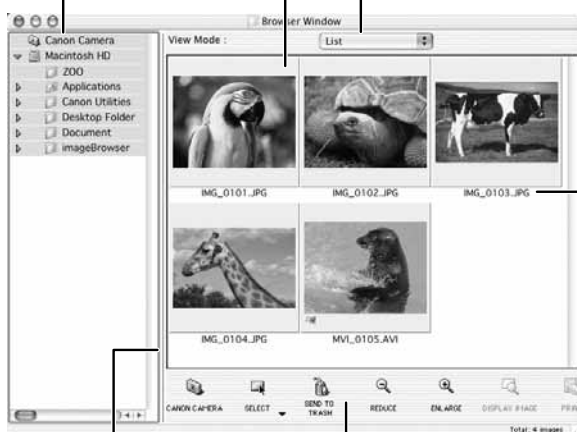 Browser Window
Canon Camera
Macintosh HD
ZOO
Applications
Canon Utilities
Desktop Folder
Document
imageBrowser
View Mode :
List
IMG_0101.JPG
IMG_0102.JPG
IMG_0103.JPG
IMG_0104.JPG
MVI_0105.AVI
CANON CAMERA
SELECT
SEND TO TRASH
REDUCE
ENLARGE
DISPLAY IMAGE
Total: 4 images